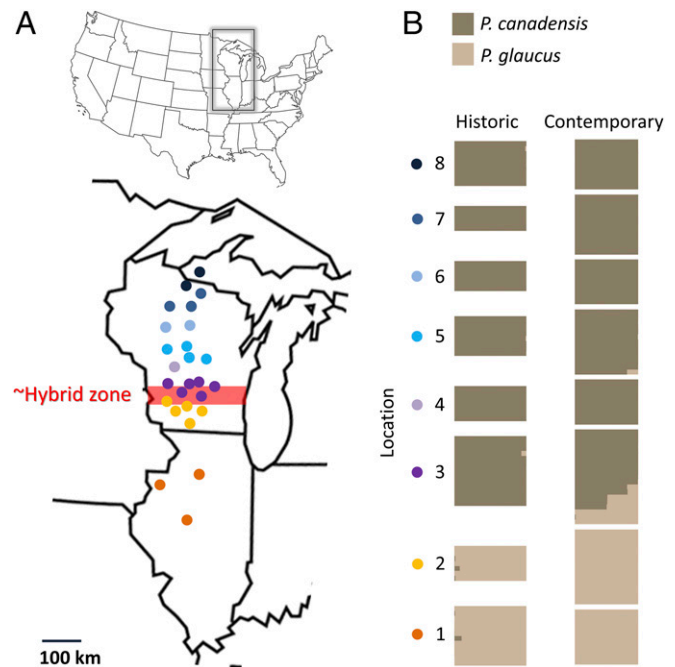 A
~Hybrid zone
100 km
B
P. canadensis
P. glaucus
Historic Contemporary
Location
8
7
6
5
4
3
2
1